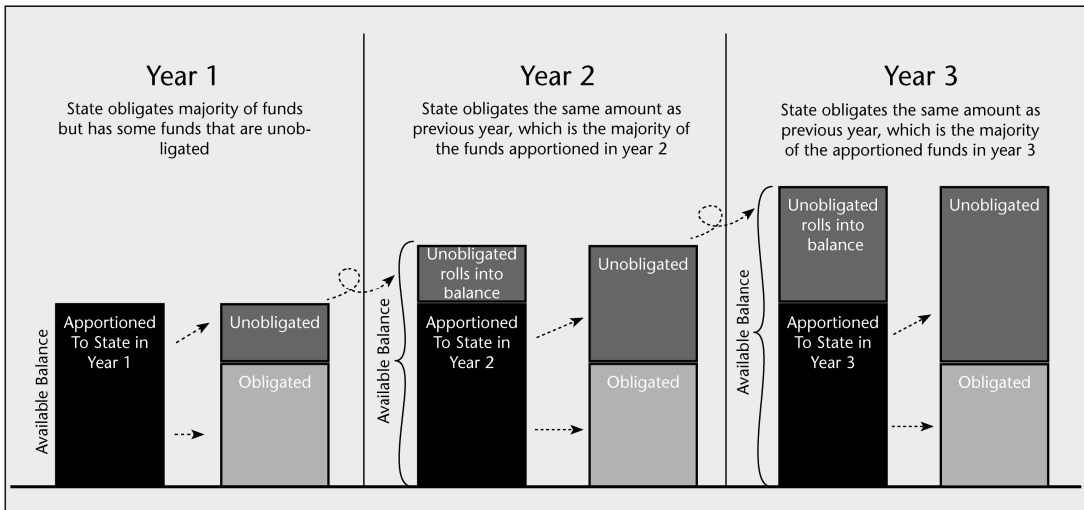 Year 1
State obligates majority of funds
but has some funds that are unob-
ligated
Available Balance
Apportioned
To State in
Year 1
Unobligated
Obligated
Year 2
State obligates the same amount as
previous year, which is the majority of
the funds apportioned in year 2
Available Balance
Unobligated
rolls into
balance
Apportioned
To State in
Year 2
Unobligated
Obligated
Year 3
State obligates the same amount as
previous year, which is the majority
of the apportioned funds in year 3
Available Balance
Unobligated
rolls into
balance
Apportioned
To State in
Year 3
Unobligated
Obligated